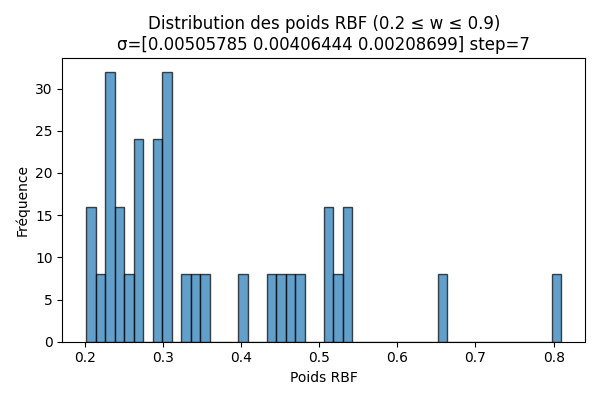 Distribution des poids RBF (0.2 ≤ w ≤ 0.9)
σ=[0.00505785 0.00406444 0.00208699] step=7
Fréquence
30
25
20
15
10
5
0
0.2 0.3 0.4 0.5 0.6 0.7 0.8
Poids RBF